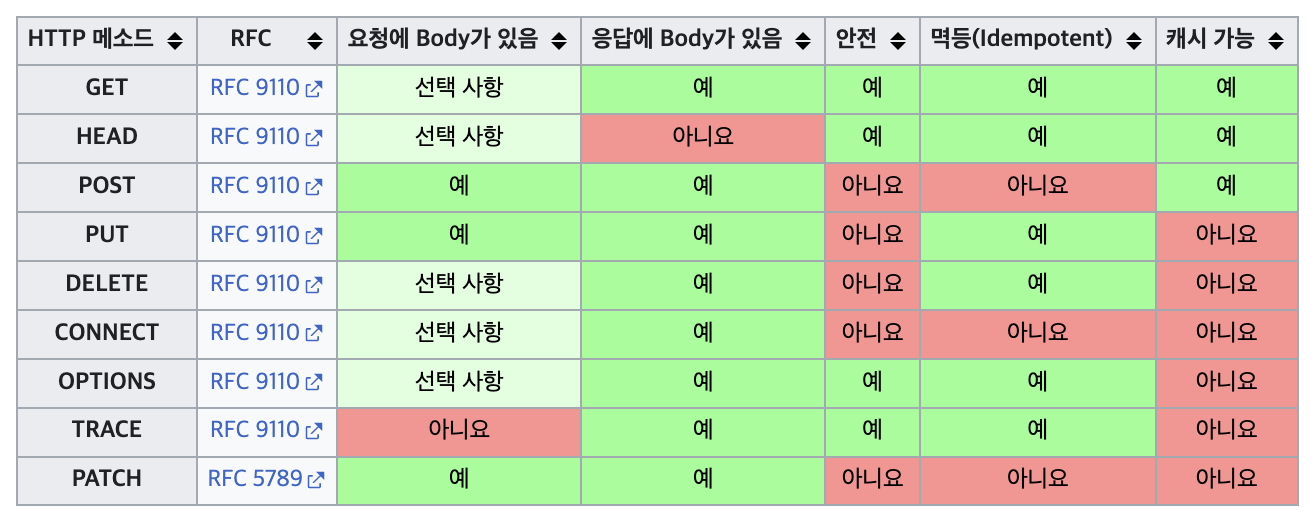 HTTP 메소드 RFC 요청에 Body가 있음 응답에 Body가 있음 안전 멱등(Idempotent) 캐시 가능
GET RFC 9110 선택 사항 예 예 예 예
HEAD RFC 9110 선택 사항 아니요 예 예 예
POST RFC 9110 예 예 아니요 아니요 예
PUT RFC 9110 예 예 아니요 예 아니요
DELETE RFC 9110 선택 사항 예 아니요 예 아니요
CONNECT RFC 9110 선택 사항 예 아니요 아니요 아니요
OPTIONS RFC 9110 선택 사항 예 예 예 아니요
TRACE RFC 9110 아니요 예 예 예 아니요
PATCH RFC 5789 예 예 아니요 아니요 아니요